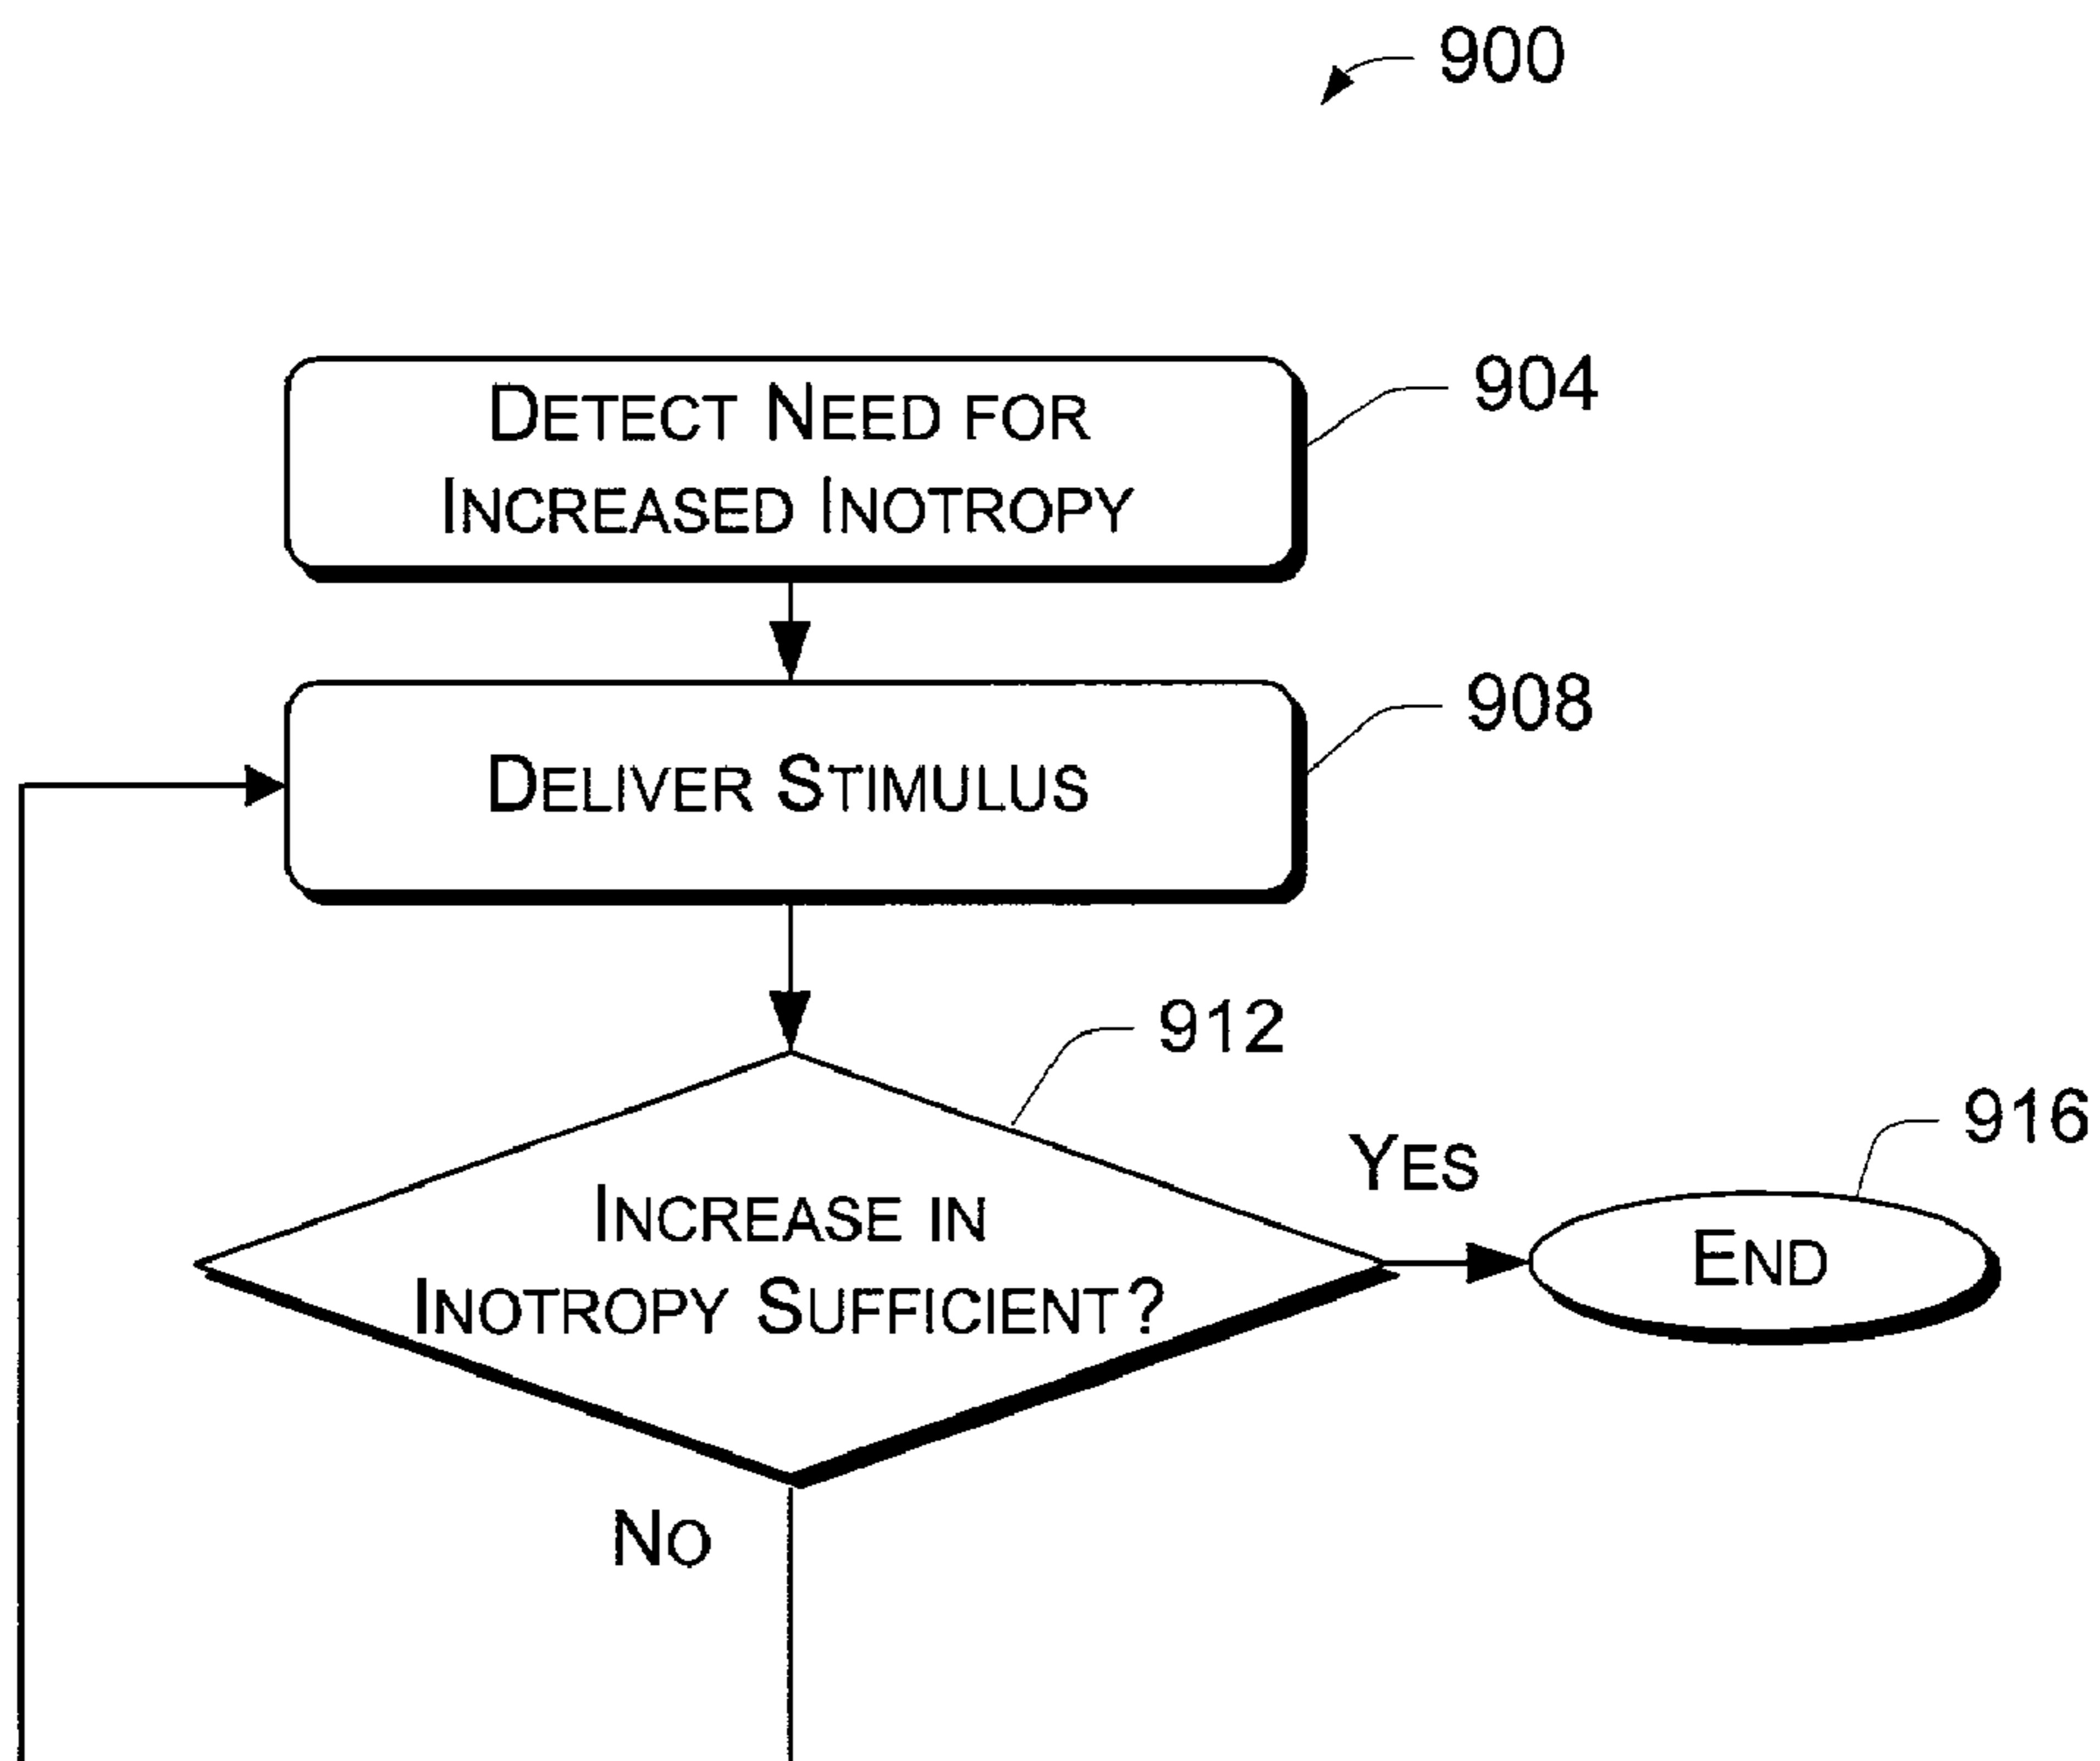 900
DETECT NEED FOR
INCREASED INOTROPY
904
DELIVER STIMULUS
908
912
INCREASE IN
INOTROPY SUFFICIENT?
YES
916
END
NO